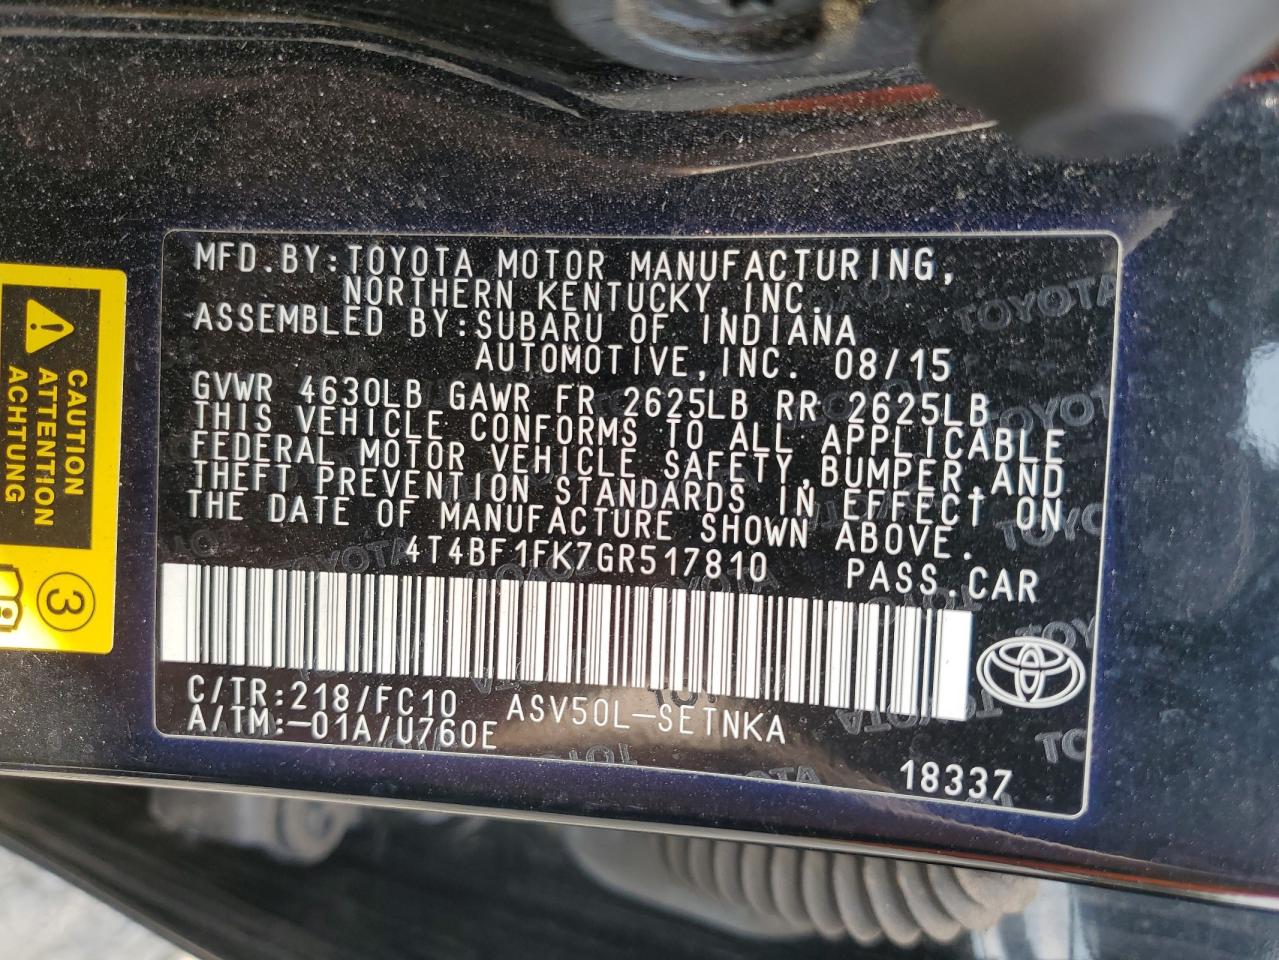 MFD.BY:TOYOTA MOTOR MANUFACTURING,
NORTHERN KENTUCKY,INC.
ASSEMBLED BY:SUBARU OF INDIANA
AUTOMOTIVE,INC. 08/15
GVWR 4630LB GAWR FR 2625LB RR 2625LB
THIS VEHICLE CONFORMS TO ALL APPLICABLE
FEDERAL MOTOR VEHICLE SAFETY,BUMPER,AND
THEFT PREVENTION STANDARDS IN EFFECT ON
THE DATE OF MANUFACTURE SHOWN ABOVE.
4T4BF1FK7GR517810 PASS.CAR
C/TR:218/FC10 ASV50L-SETNKA
A/TM:-01A/U760E
18337
CAUTION
ATTENTION
ACHTUNG
3
TOYOTA